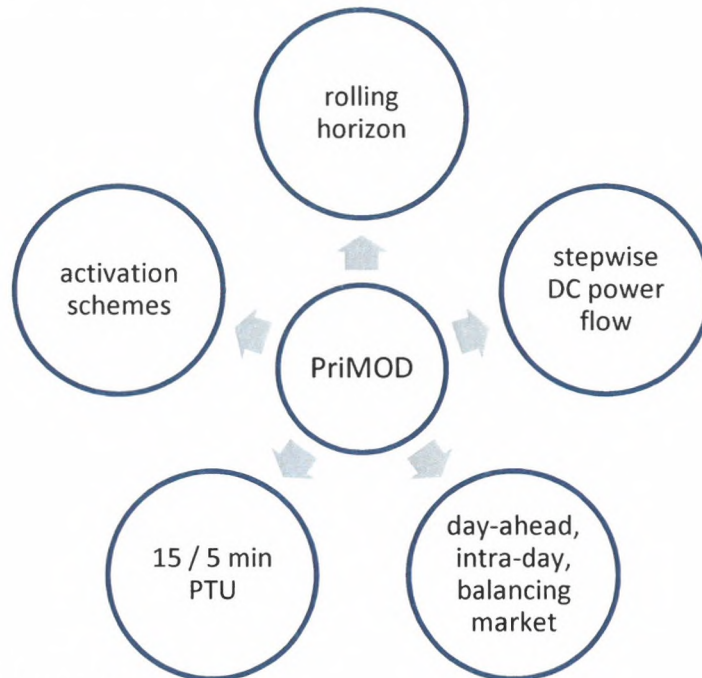 rolling
horizon
activation
schemes
stepwise
DC power
flow
PriMOD
15 / 5 min
PTU
day-ahead,
intra-day,
balancing
market